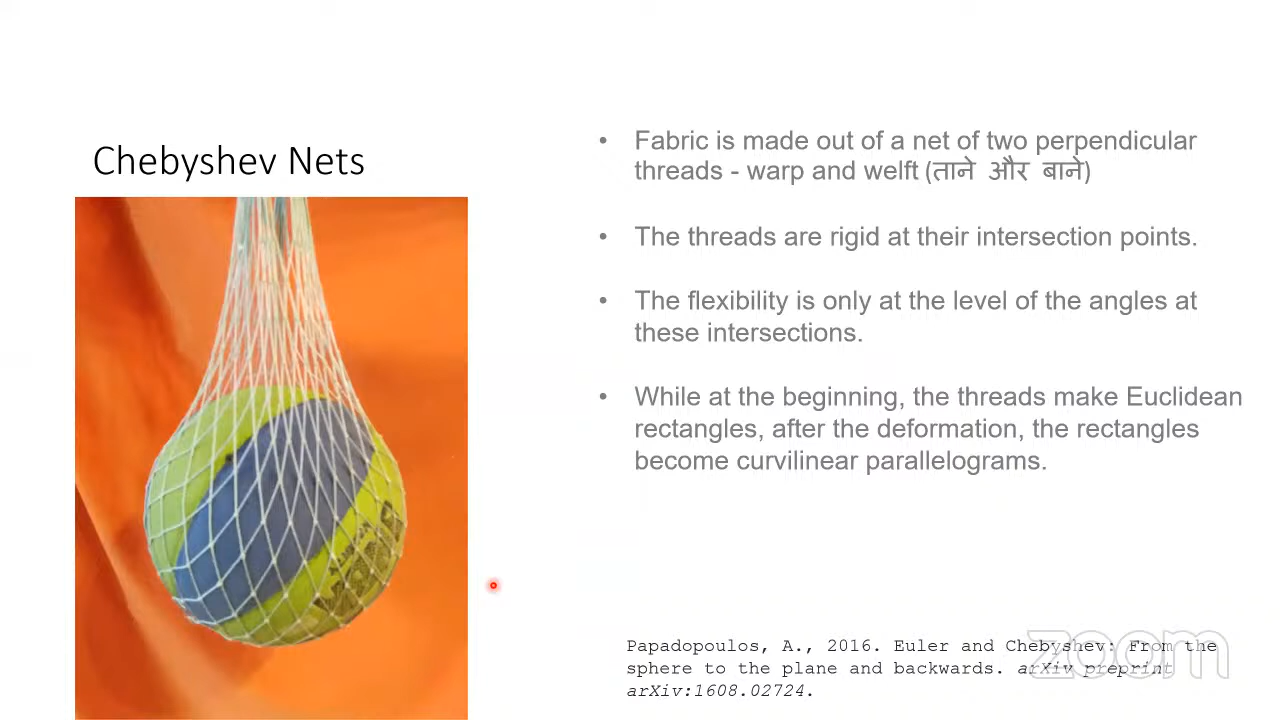 Chebyshev Nets
• Fabric is made out of a net of two perpendicular
threads - warp and welft (ताने और बाने)
• The threads are rigid at their intersection points.
• The flexibility is only at the level of the angles at
these intersections.
• While at the beginning, the threads make Euclidean
rectangles, after the deformation, the rectangles
become curvilinear parallelograms.
Papadopoulos, A., 2016. Euler and Chebyshev: From the
sphere to the plane and backwards. arXiv preprint
arXiv:1608.02724.
zoom